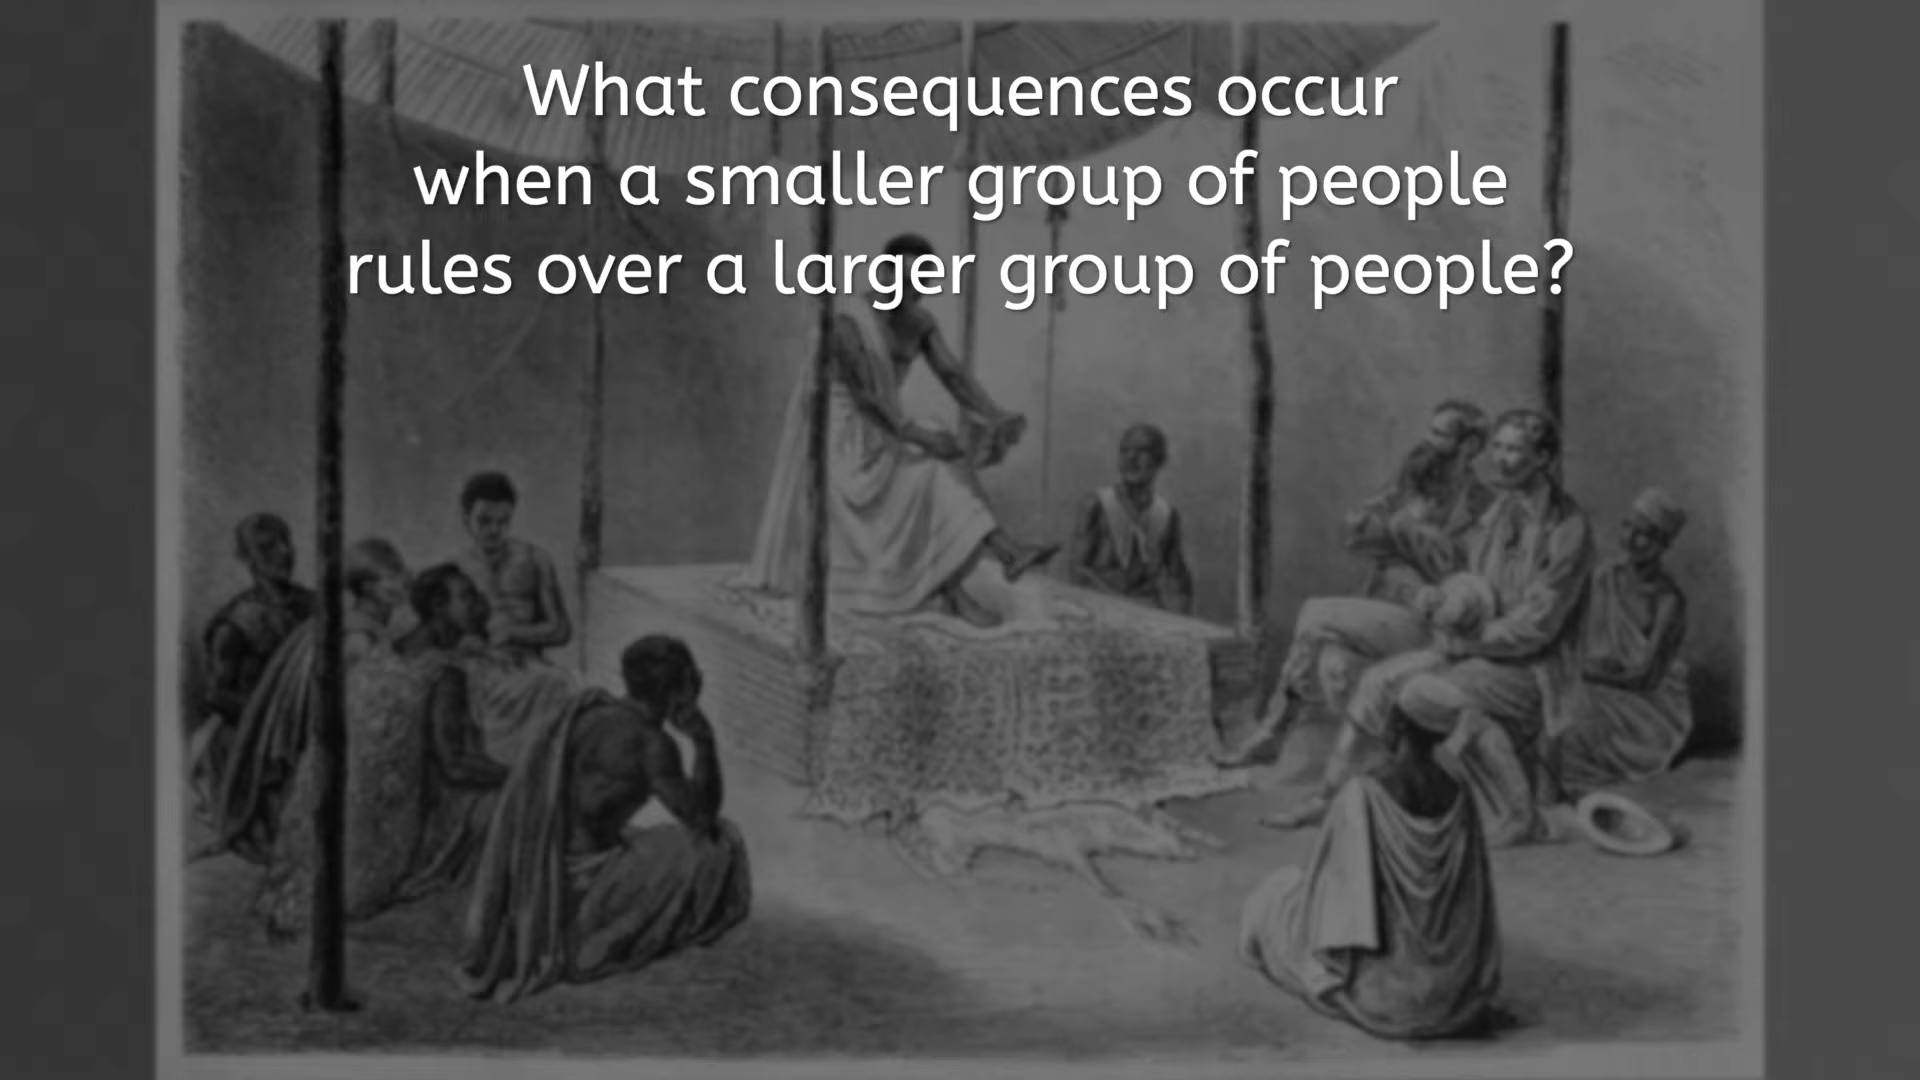 What consequences occur
when a smaller group of people
rules over a larger group of people?